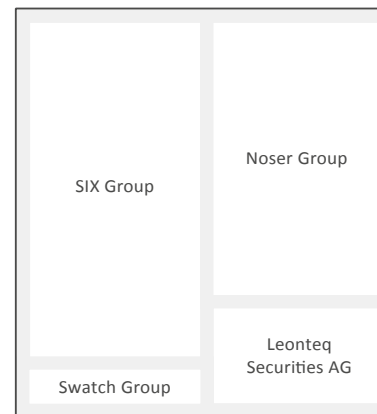 SIX Group
Noser Group
Leonteq
Securities AG
Swatch Group